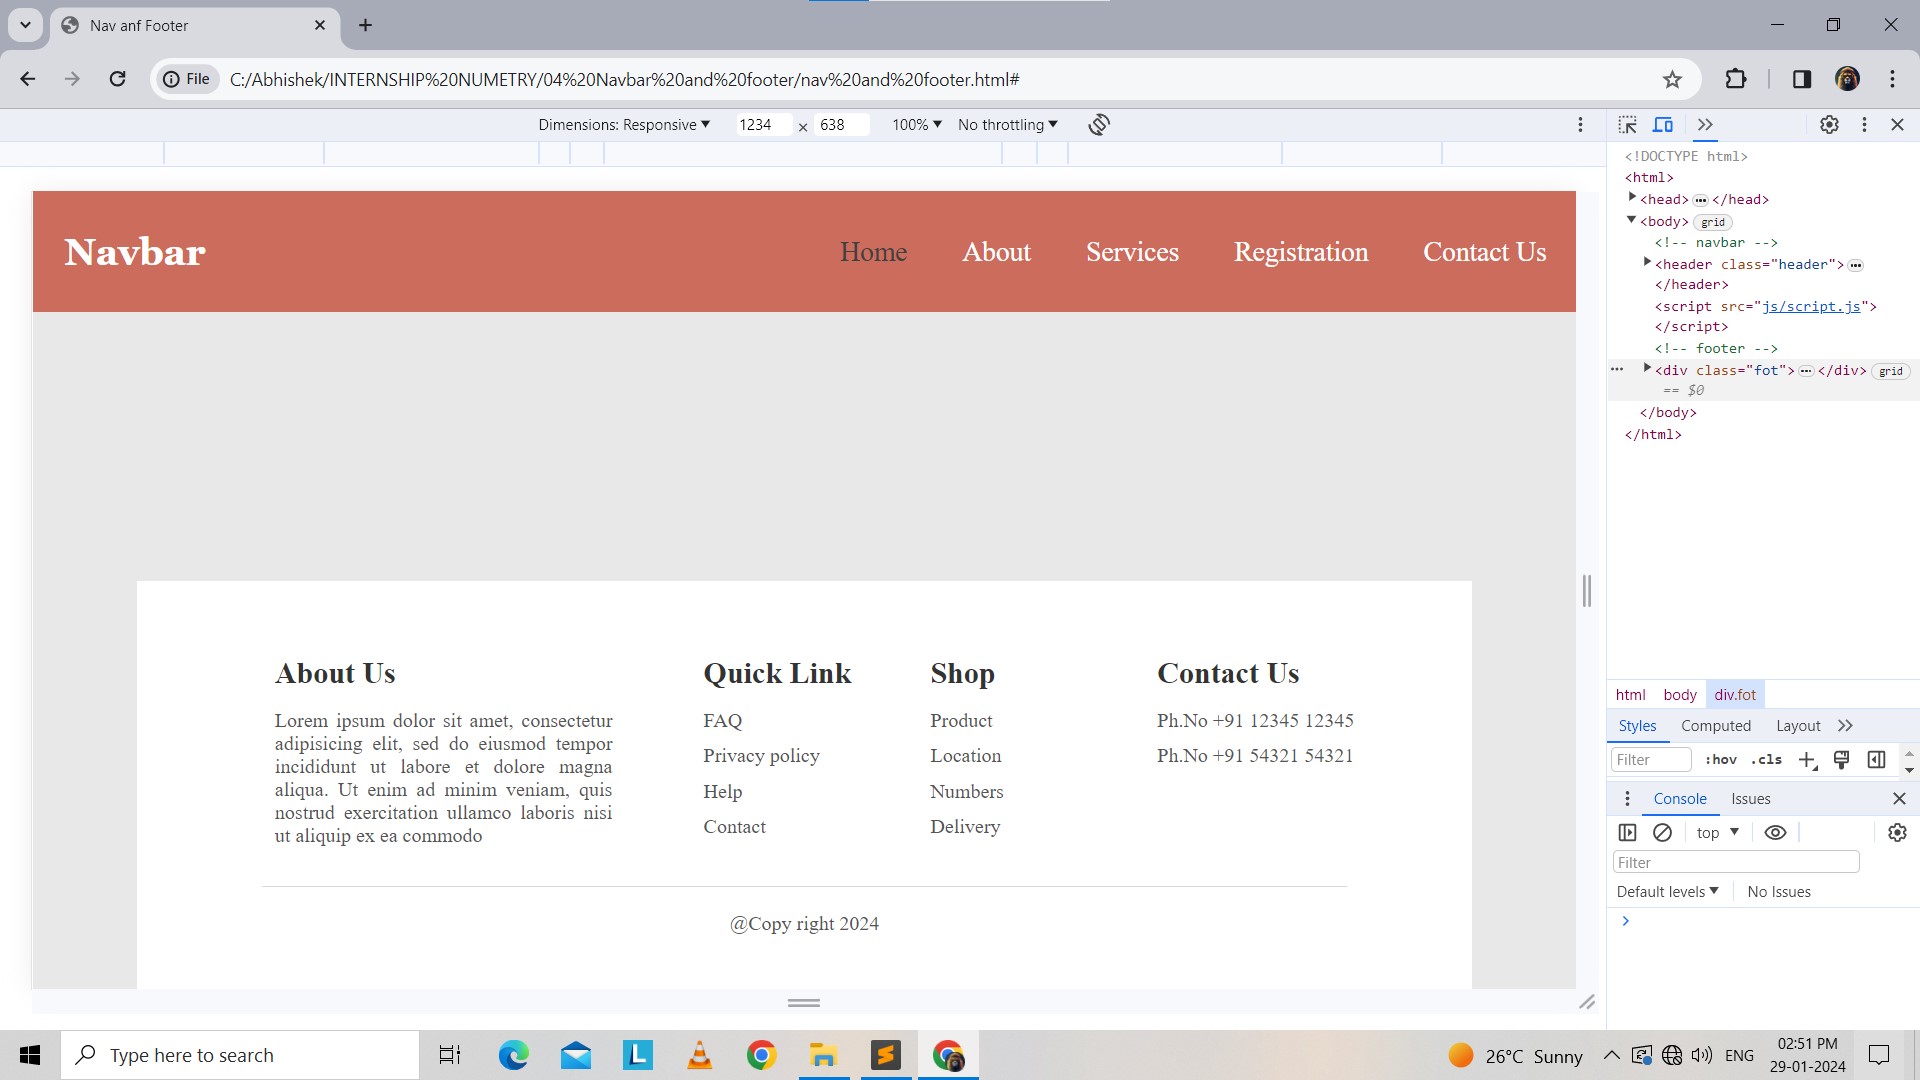 Nav anf Footer
File
C:/Abhishek/INTERNSHIP%20NUMETRY/04%20Navbar%20and%20footer/nav%20and%20footer.html#
Dimensions: Responsive 1234 × 638 100% No throttling
Navbar
Home About Services Registration Contact Us
About Us
Lorem ipsum dolor sit amet, consectetur
adipisicing elit, sed do eiusmod tempor
incididunt ut labore et dolore magna
aliqua. Ut enim ad minim veniam, quis
nostrud exercitation ullamco laboris nisi
ut aliquip ex ea commodo
Quick Link
FAQ
Privacy policy
Help
Contact
Shop
Product
Location
Numbers
Delivery
Contact Us
Ph.No +91 12345 12345
Ph.No +91 54321 54321
@Copy right 2024
<!DOCTYPE html>
<html>
<head> ••• </head>
<body> grid
<!-- navbar -->
<header class="header"> •••
</header>
<script src="js/script.js">
</script>
<!-- footer -->
••• <div class="fot"> ••• </div> grid
== $0
</body>
</html>
html body div.fot
Styles Computed Layout
Filter :hov .cls
Console Issues
top
Filter
Default levels No Issues
Type here to search
L
S
26°C Sunny
ENG
02:51 PM
29-01-2024